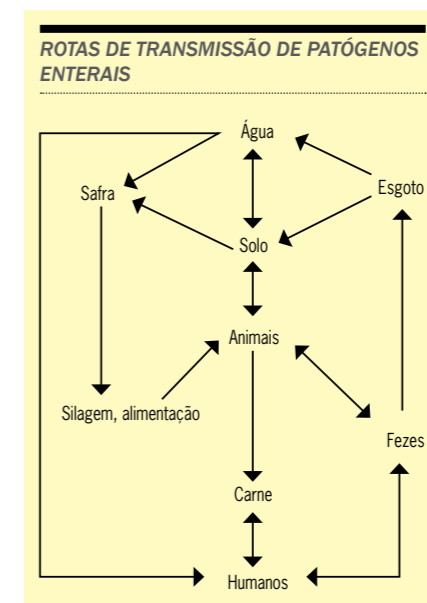 ROTAS DE TRANSMISSÃO DE PATÓGENOS
ENTERAIS
Água
Safra
Esgoto
Solo
Animais
Silagem, alimentação
Fezes
Carne
Humanos